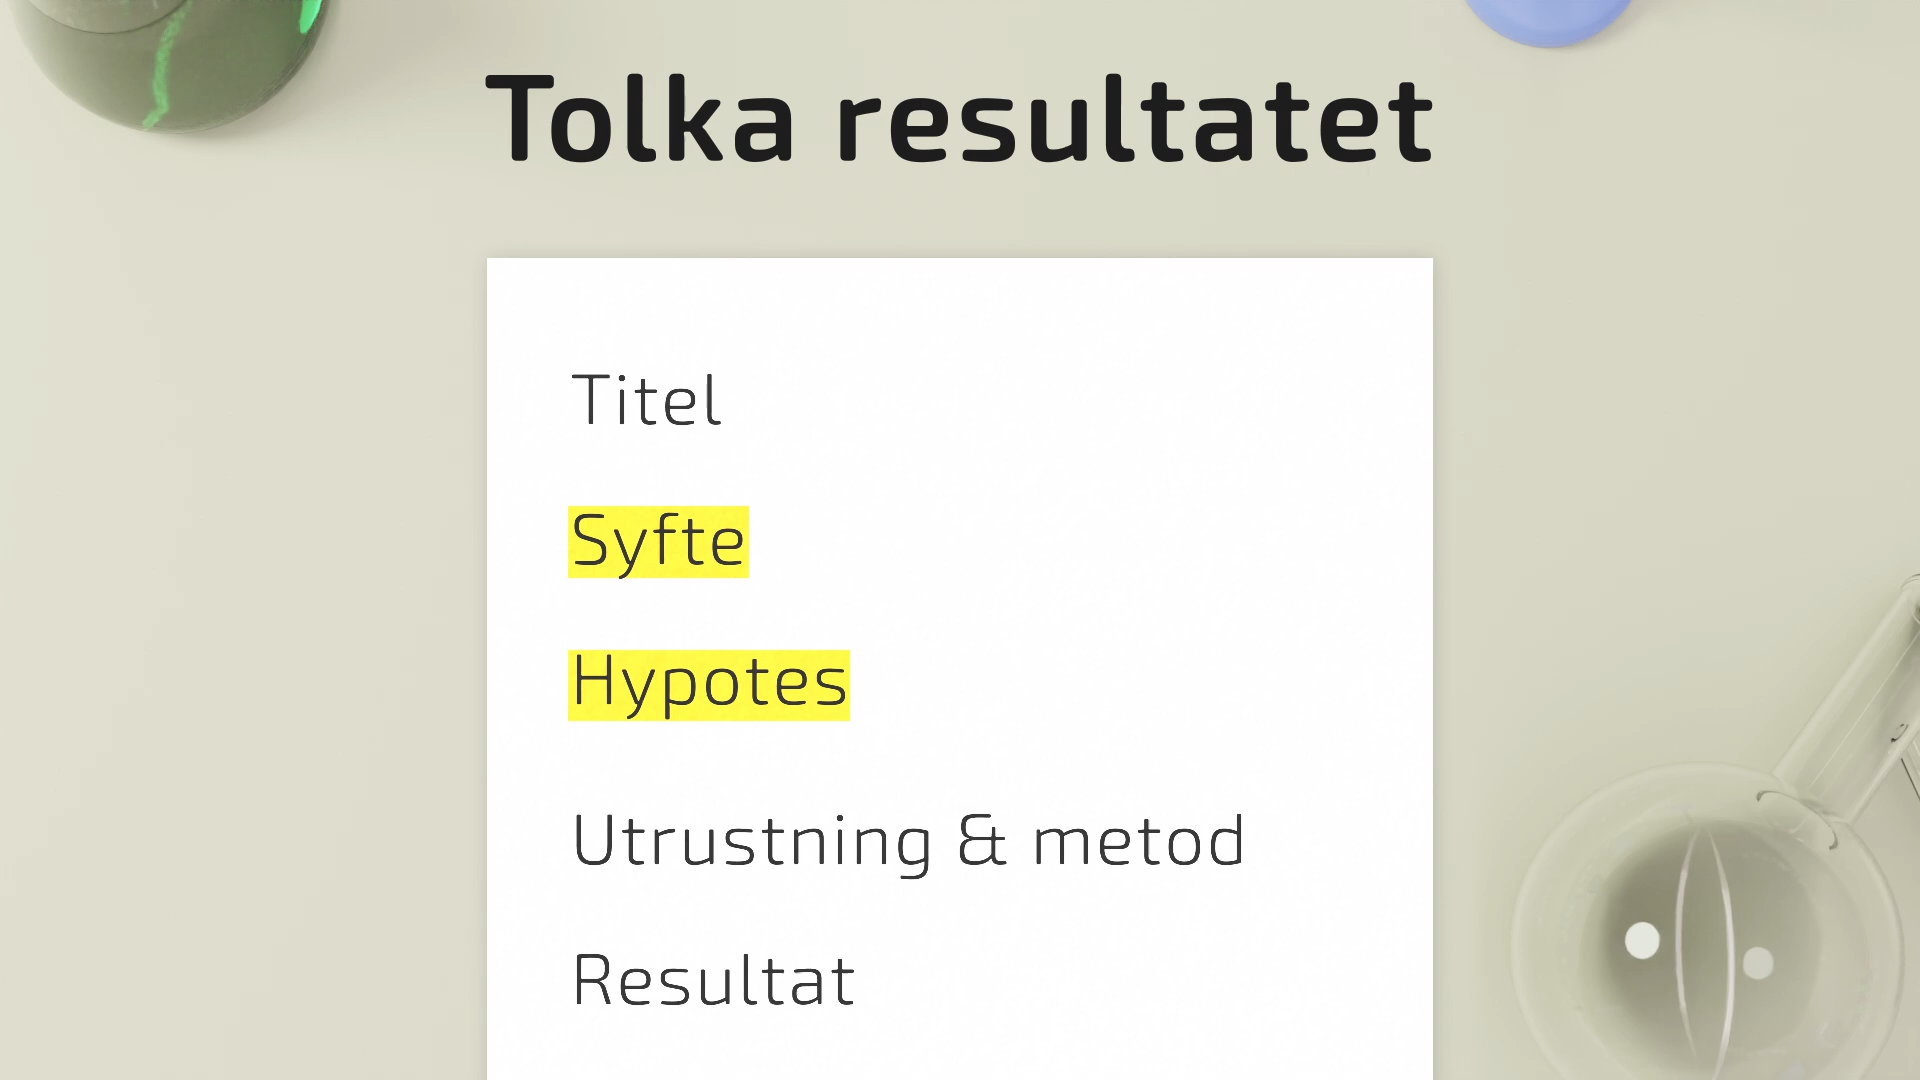 Tolka resultatet
Titel
Syfte
Hypotes
Utrustning & metod
Resultat